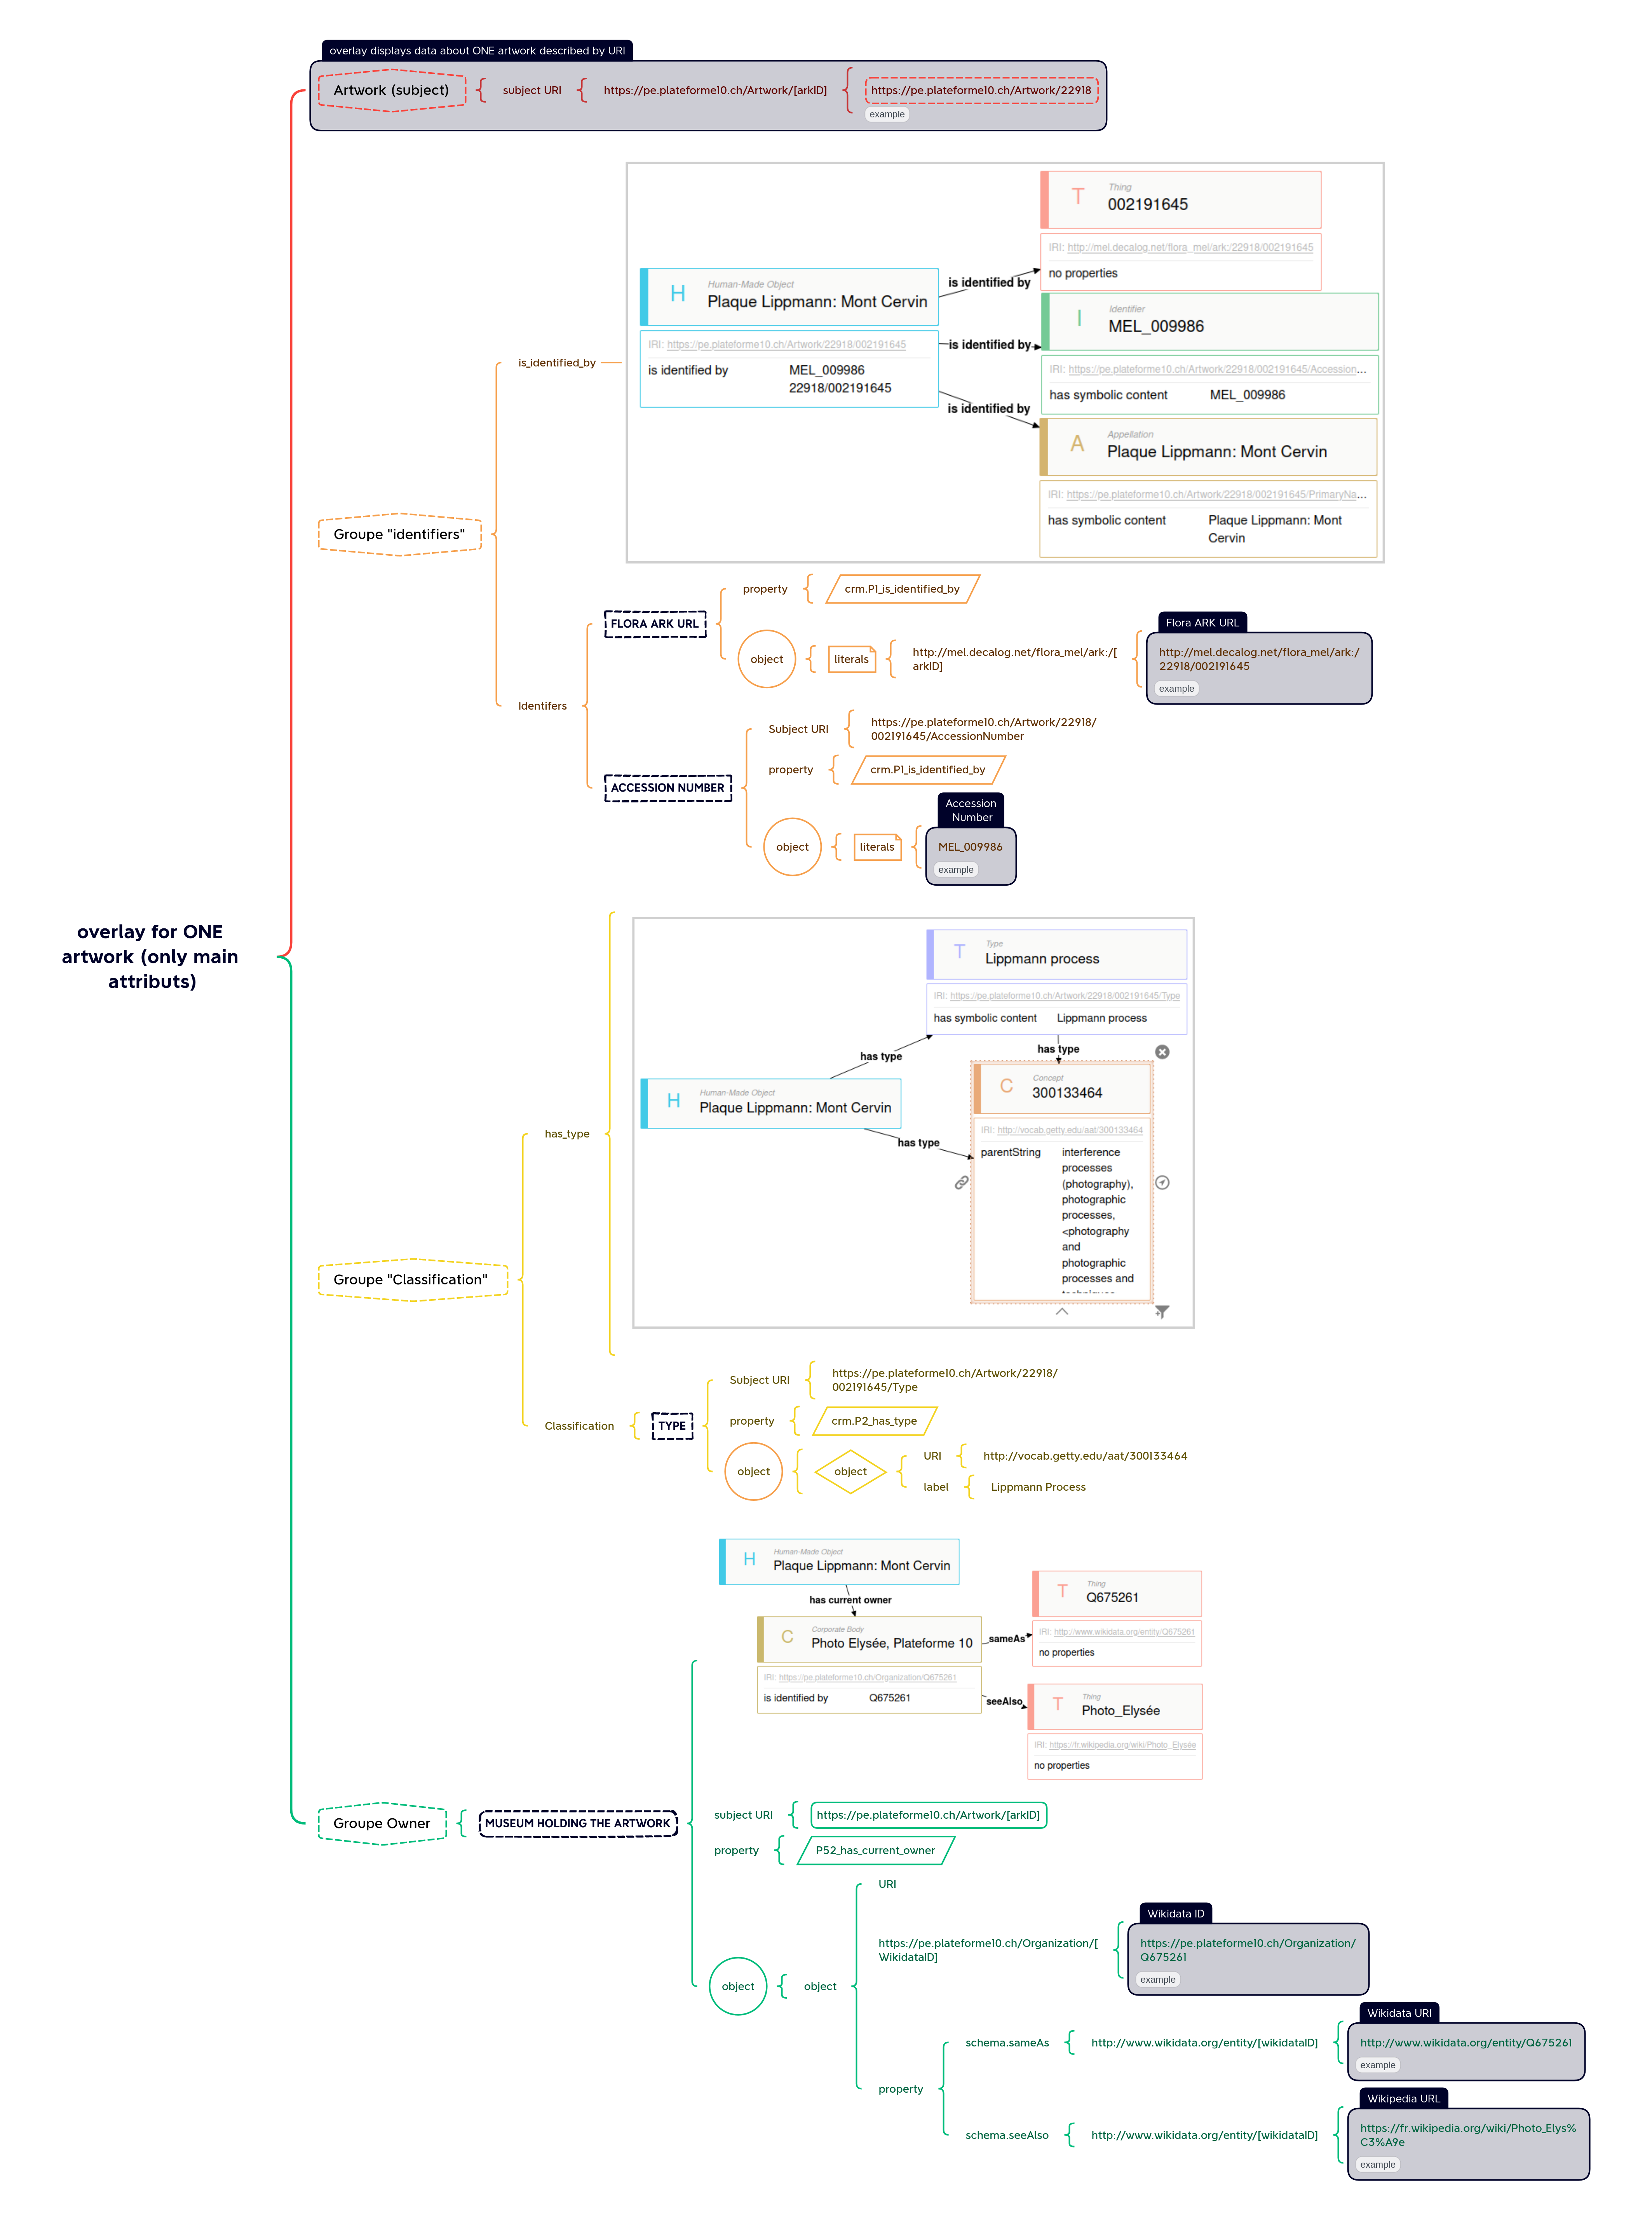 overlay displays data about ONE artwork described by URI
Artwork (subject)
subject URI
https://pe.plateforme10.ch/Artwork/[arkID]
https://pe.plateforme10.ch/Artwork/22918
example
Thing
T
002191645
IRI: http://mel.decalog.net/flora_mel/ark:/22918/002191645
no properties
Human-Made Object
H
Plaque Lippmann: Mont Cervin
IRI: https://pe.plateforme10.ch/Artwork/22918/002191645
is identified by
MEL_009986
22918/002191645
is identified by
is identified by
is identified by
Identifier
I
MEL_009986
IRI: https://pe.plateforme10.ch/Artwork/22918/002191645/Accession...
has symbolic content
MEL_009986
Appellation
A
Plaque Lippmann: Mont Cervin
IRI: https://pe.plateforme10.ch/Artwork/22918/002191645/PrimaryNa...
has symbolic content
Plaque Lippmann: Mont
Cervin
is_identified_by
Groupe "identifiers"
Identifers
FLORA ARK URL
property
crm.P1_is_identified_by
object
literals
http://mel.decalog.net/flora_mel/ark:/[
arkID]
Flora ARK URL
http://mel.decalog.net/flora_mel/ark:/
22918/002191645
example
ACCESSION NUMBER
Subject URI
https://pe.plateforme10.ch/Artwork/22918/
002191645/AccessionNumber
property
crm.P1_is_identified_by
object
literals
Accession
Number
MEL_009986
example
overlay for ONE
artwork (only main
attributs)
Type
T
Lippmann process
IRI: https://pe.plateforme10.ch/Artwork/22918/002191645/Type
has symbolic content
Lippmann process
has type
has type
has type
Human-Made Object
H
Plaque Lippmann: Mont Cervin
Concept
C
300133464
IRI: http://vocab.getty.edu/aat/300133464
parentString
interference
processes
(photography),
photographic
processes,
<photography
and
photographic
processes and
techniques
has_type
Groupe "Classification"
Classification
TYPE
Subject URI
https://pe.plateforme10.ch/Artwork/22918/
002191645/Type
property
crm.P2_has_type
object
object
URI
http://vocab.getty.edu/aat/300133464
label
Lippmann Process
Human-Made Object
H
Plaque Lippmann: Mont Cervin
has current owner
Corporate Body
C
Photo Elysée, Plateforme 10
IRI: https://pe.plateforme10.ch/Organization/Q675261
is identified by
Q675261
sameAs
seeAlso
Thing
T
Q675261
IRI: http://www.wikidata.org/entity/Q675261
no properties
Thing
T
Photo_Elysée
IRI: https://fr.wikipedia.org/wiki/Photo_Elysée
no properties
Groupe Owner
MUSEUM HOLDING THE ARTWORK
subject URI
https://pe.plateforme10.ch/Artwork/[arkID]
property
P52_has_current_owner
object
object
URI
https://pe.plateforme10.ch/Organization/[
WikidataID]
Wikidata ID
https://pe.plateforme10.ch/Organization/
Q675261
example
property
schema.sameAs
http://www.wikidata.org/entity/[wikidataID]
Wikidata URI
http://www.wikidata.org/entity/Q675261
example
schema.seeAlso
http://www.wikidata.org/entity/[wikidataID]
Wikipedia URL
https://fr.wikipedia.org/wiki/Photo_Elys%
C3%A9e
example